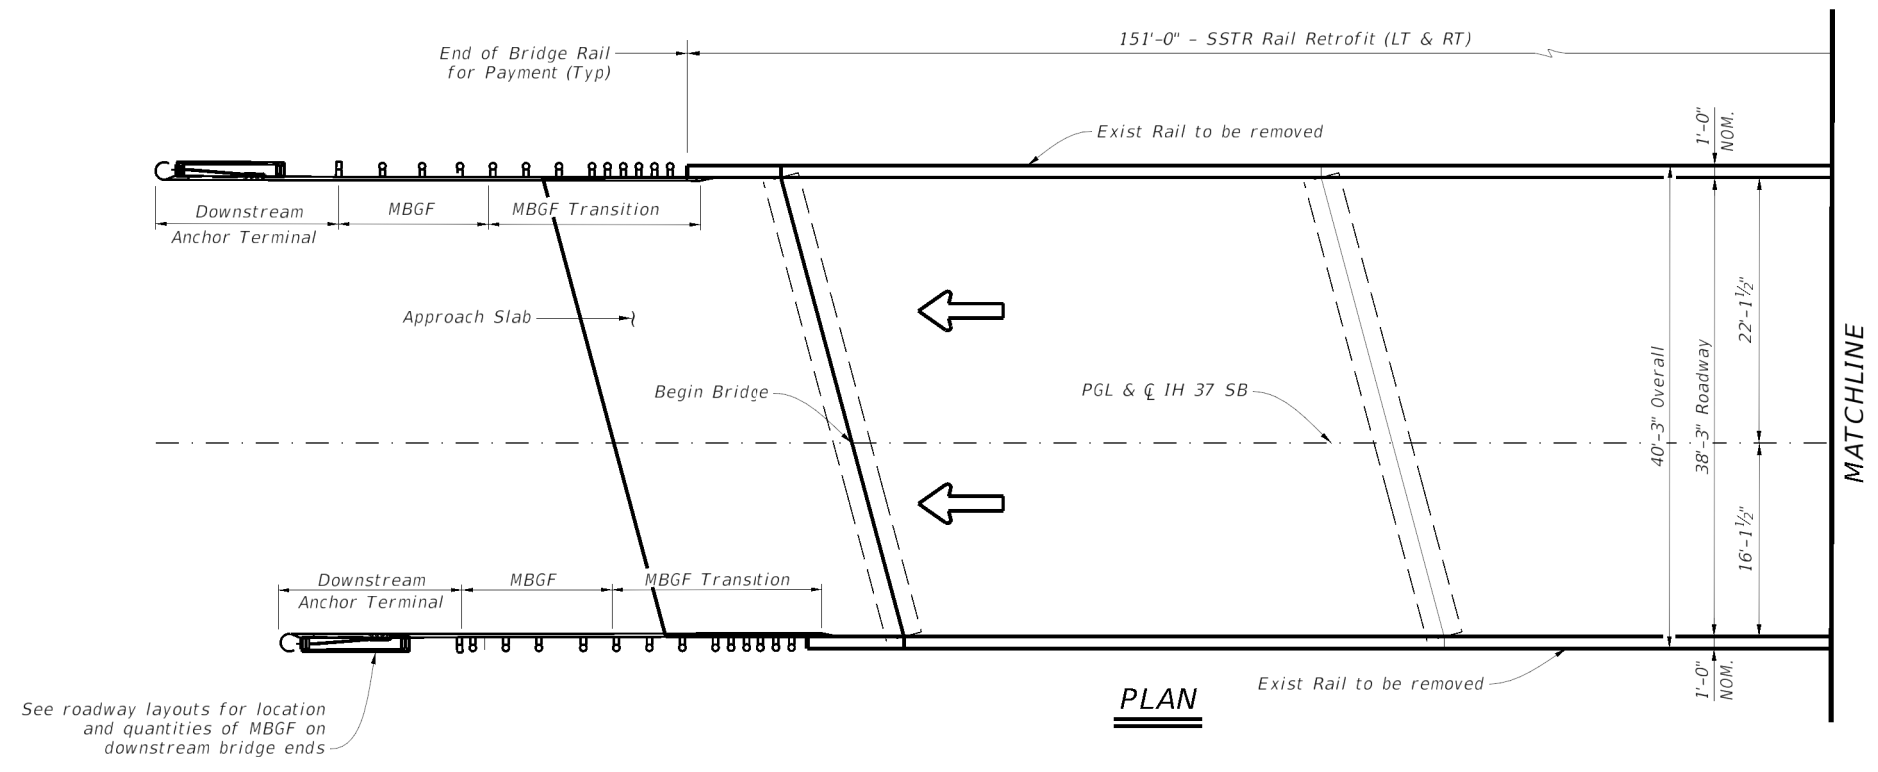 151'-0" - SSTR Rail Retrofit (LT & RT)
End of Bridge Rail
for Payment (Typ)
Exist Rail to be removed
1'-0"
NOM.
Downstream
Anchor Terminal
MBGF
MBGF Transition
Approach Slab
Begin Bridge
PGL & ℄ IH 37 SB
40'-3" Overall
38'-3" Roadway
22'-1½"
16'-1½"
MATCHLINE
Downstream
Anchor Terminal
MBGF
MBGF Transition
1'-0"
NOM.
Exist Rail to be removed
See roadway layouts for location
and quantities of MBGF on
downstream bridge ends
PLAN